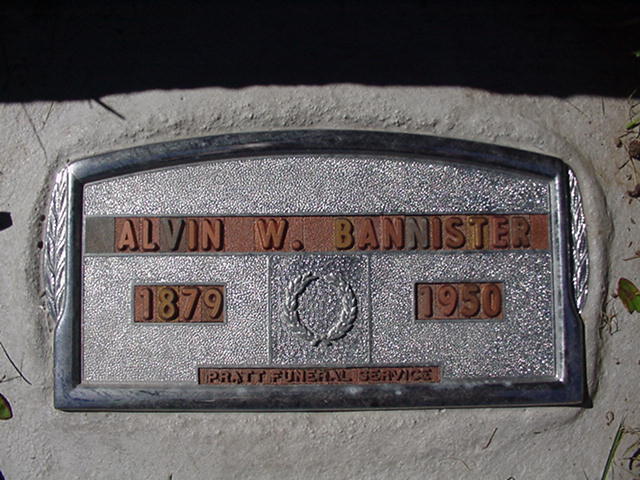 ALVIN W. BANNISTER
1879 1950
PRATT FUNERAL SERVICE